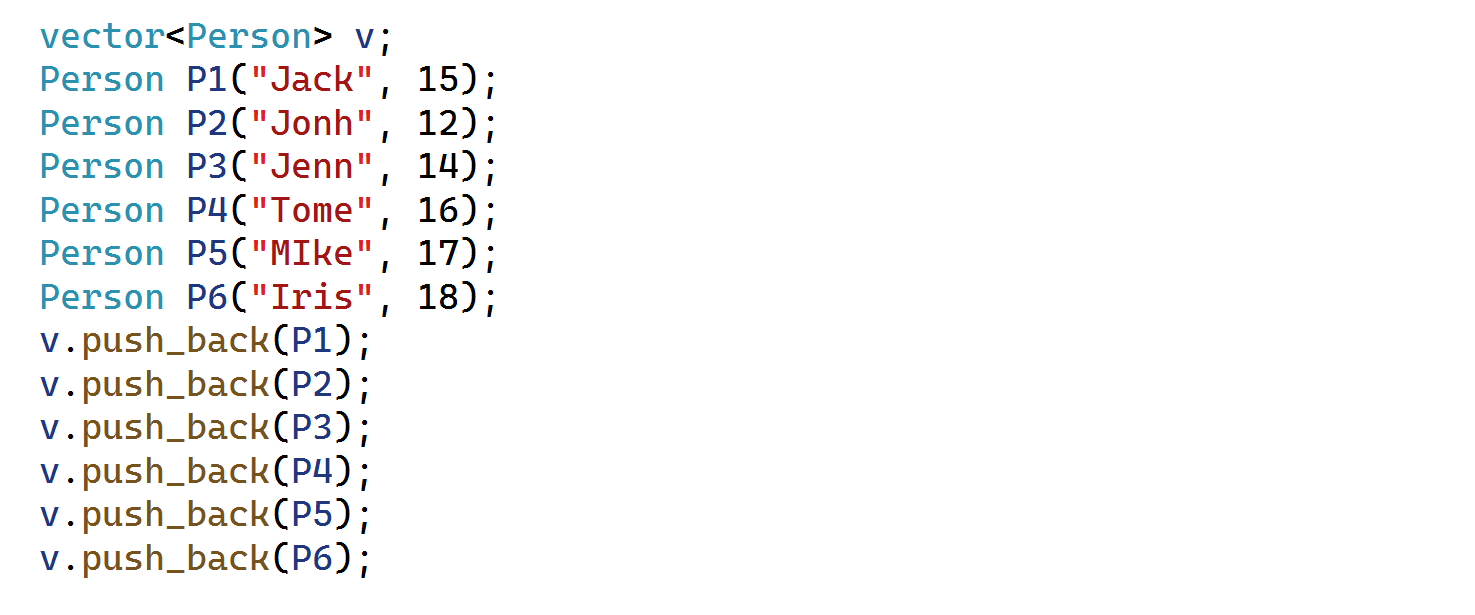 vector<Person> v;
Person P1("Jack", 15);
Person P2("Jonh", 12);
Person P3("Jenn", 14);
Person P4("Tome", 16);
Person P5("MIke", 17);
Person P6("Iris", 18);
v.push_back(P1);
v.push_back(P2);
v.push_back(P3);
v.push_back(P4);
v.push_back(P5);
v.push_back(P6);